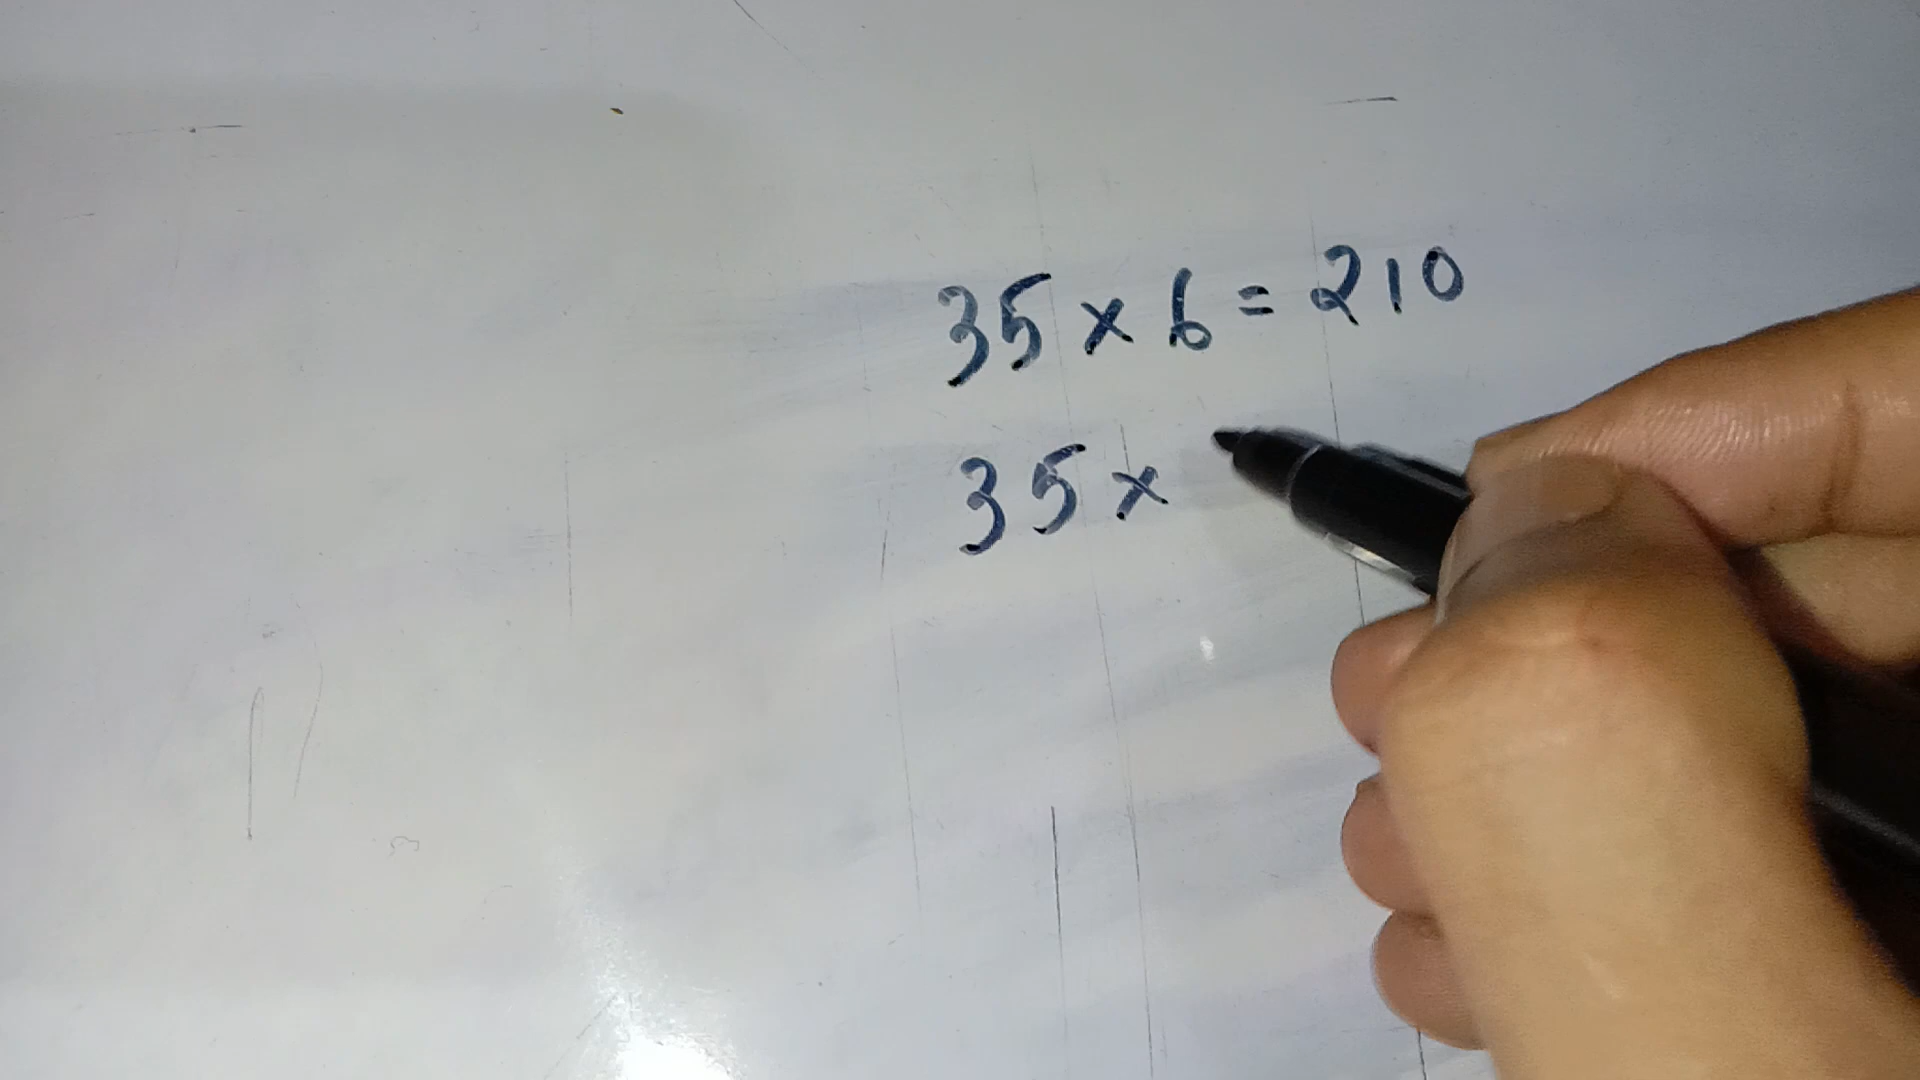 35 × 6 = 210
35 ×